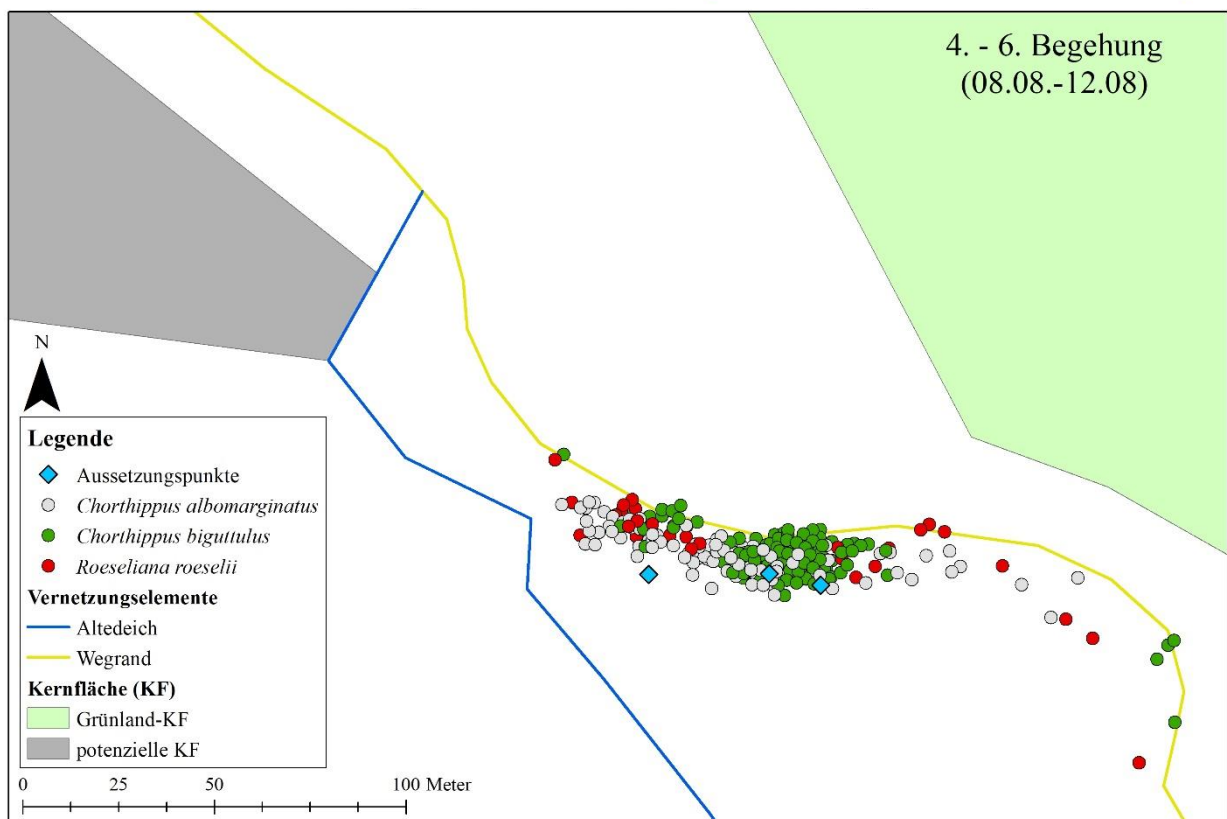 4. - 6. Begehung
(08.08.-12.08)
N
Legende
Aussetzungspunkte
Chorthippus albomarginatus
Chorthippus biguttulus
Roeseliana roeselii
Vernetzungselemente
Altedeich
Wegrand
Kernfläche (KF)
Grünland-KF
potenzielle KF
0 25 50 100 Meter